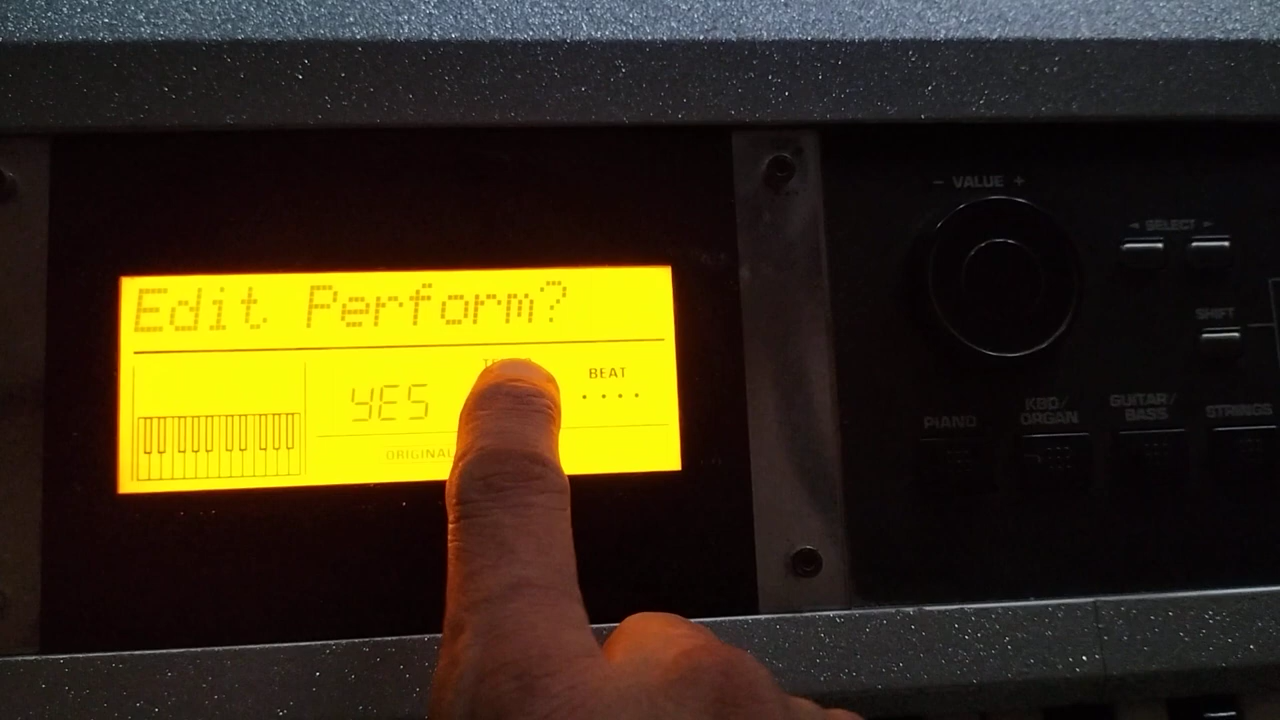 Edit Perform?
YES
BEAT
ORIGINAL
– VALUE +
◄ SELECT ►
SHIFT
PIANO
KBD/
ORGAN
GUITAR/
BASS
STRINGS